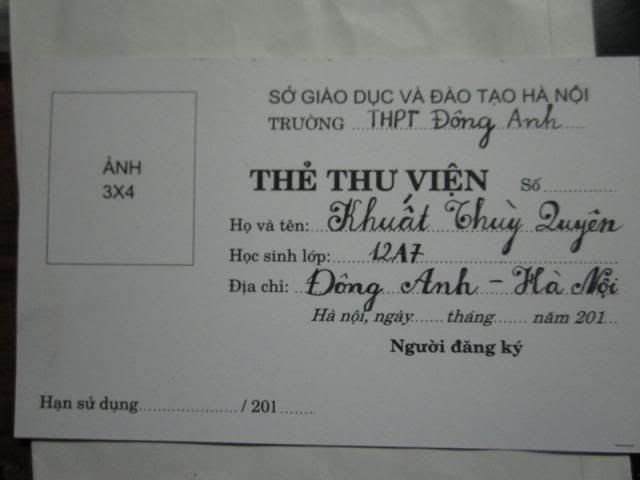 SỞ GIÁO DỤC VÀ ĐÀO TẠO HÀ NỘI
TRƯỜNG THPT Đông Anh
ẢNH
3X4
THẺ THƯ VIỆN Số..................
Họ và tên: Khuất Thuỳ Quyên
Học sinh lớp: 12A7
Địa chỉ: Đông Anh - Hà Nội
Hà nội, ngày...... tháng...... năm 201...
Người đăng ký
Hạn sử dụng.................... / 201.......